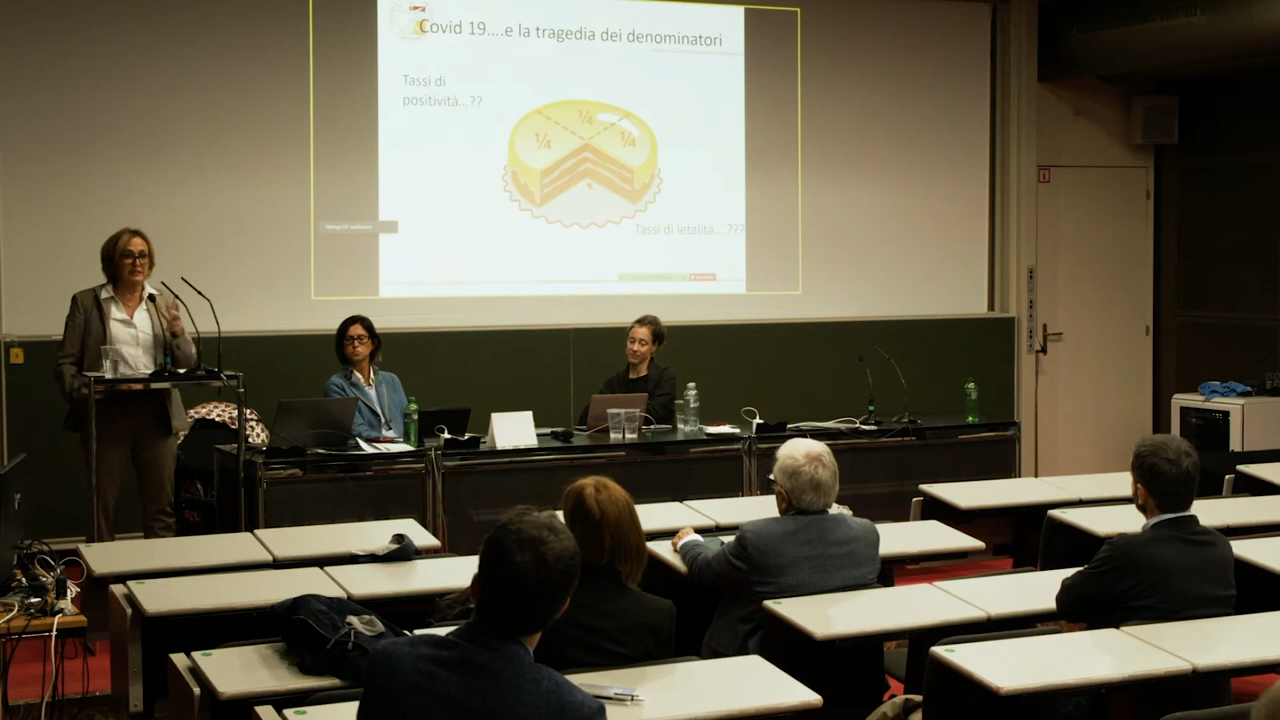 Covid 19....e la tragedia dei denominatori
Tassi di
positività...??
¼
¼
¼
Tassi di letalità....???